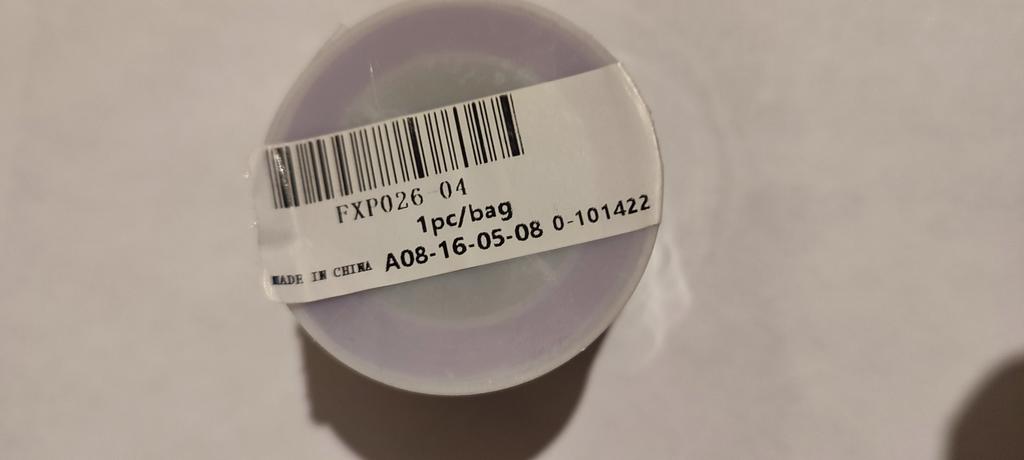 FXP026 04
1pc/bag
A08-16-05-08 0-101422
MADE IN CHINA